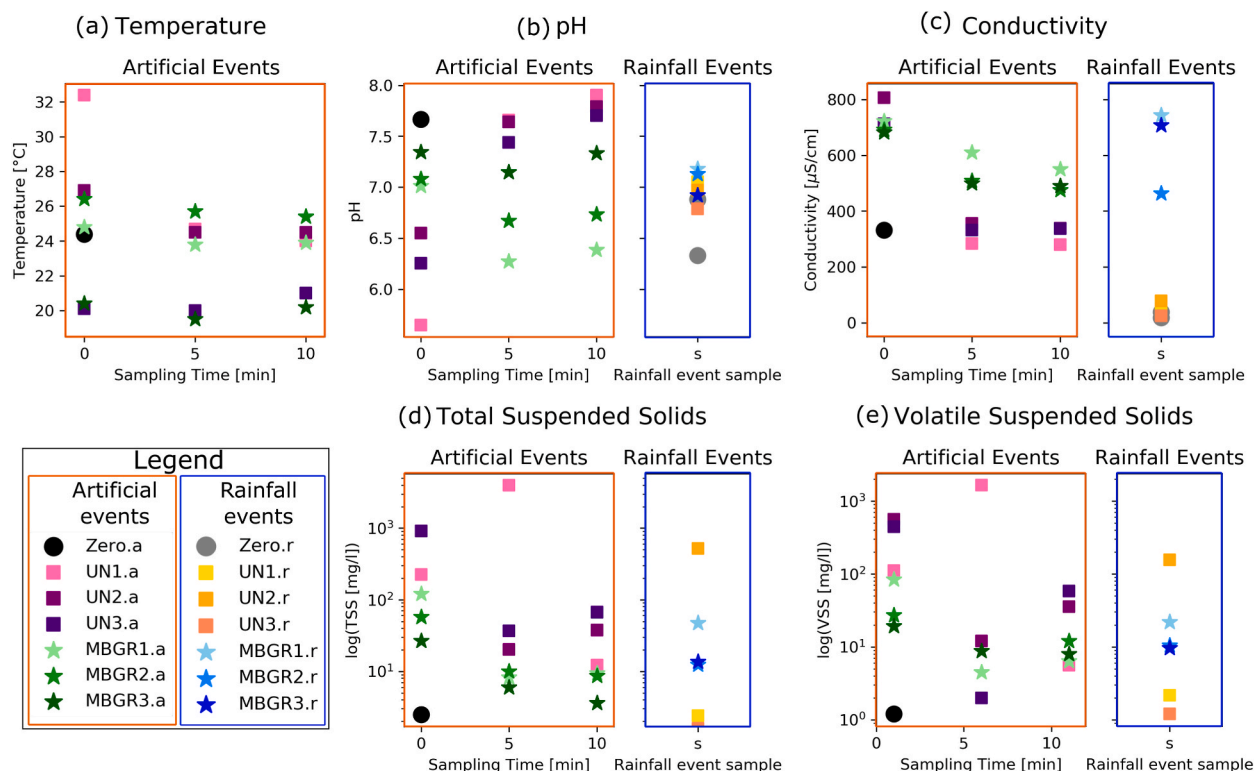 (a) Temperature
(b) pH
(c) Conductivity
Artificial Events
Artificial Events
Rainfall Events
Artificial Events
Rainfall Events
Temperature [°C]
32
30
28
26
24
22
20
0
5
10
Sampling Time [min]
pH
8.0
7.5
7.0
6.5
6.0
0
5
10
Sampling Time [min]
s
Rainfall event sample
Conductivity [µS/cm]
800
600
400
200
0
0
5
10
Sampling Time [min]
s
Rainfall event sample
(d) Total Suspended Solids
(e) Volatile Suspended Solids
Legend
Artificial
events
Zero.a
UN1.a
UN2.a
UN3.a
MBGR1.a
MBGR2.a
MBGR3.a
Rainfall
events
Zero.r
UN1.r
UN2.r
UN3.r
MBGR1.r
MBGR2.r
MBGR3.r
Artificial Events
Rainfall Events
log(TSS [mg/l])
10³
10²
10¹
0
5
10
Sampling Time [min]
s
Rainfall event sample
Artificial Events
Rainfall Events
log(VSS [mg/l])
10³
10²
10¹
10⁰
0
5
10
Sampling Time [min]
s
Rainfall event sample